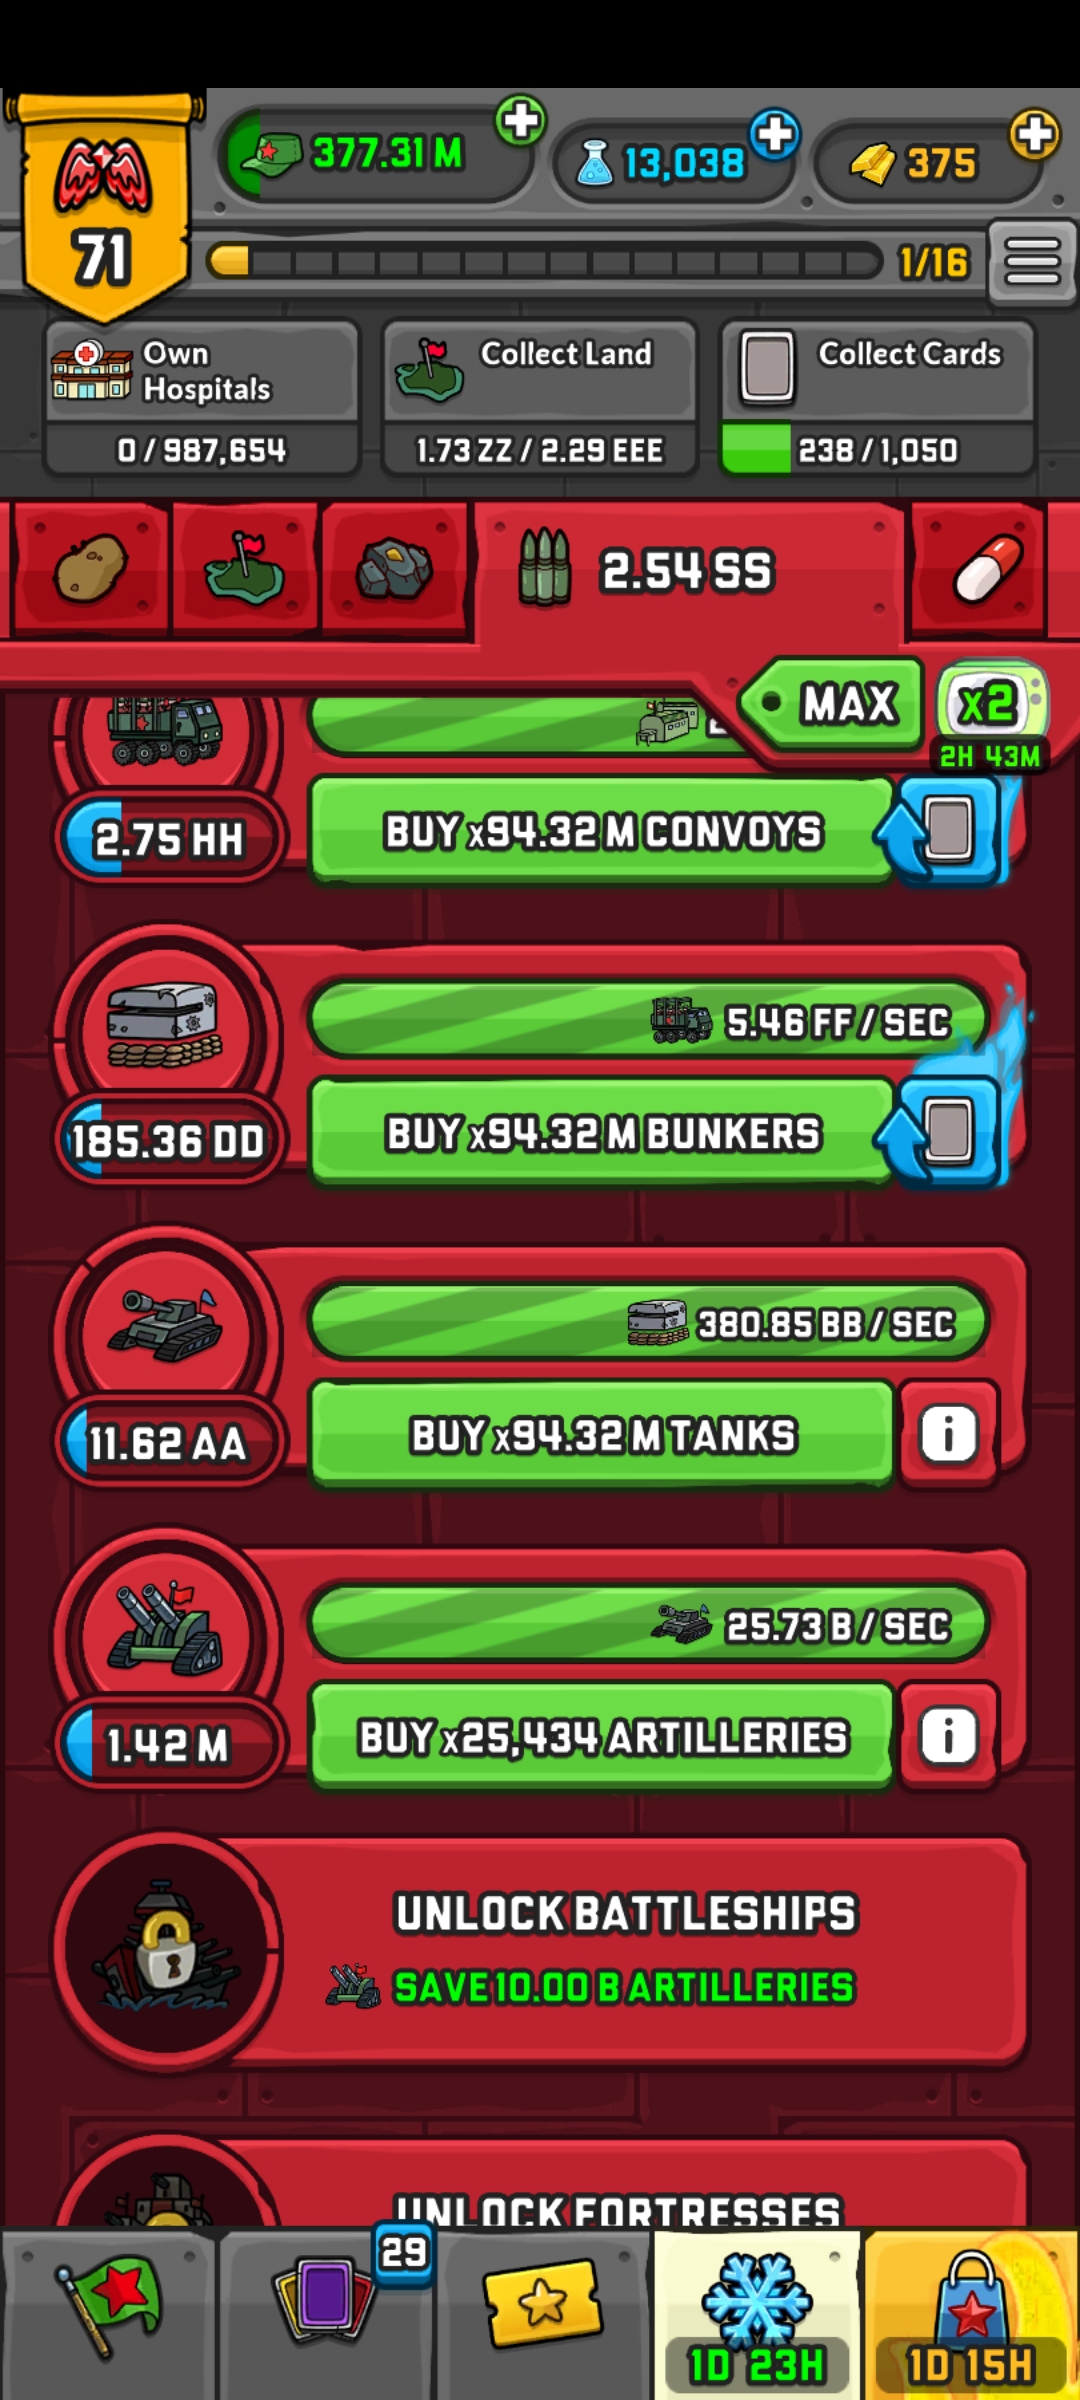 377.31 M
13,038
375
71
1/16
Own
Hospitals
Collect Land
Collect Cards
0 / 987,654
1.73 ZZ / 2.29 EEE
238 / 1,050
2.54 SS
MAX
x2
2H 43M
2.75 HH
BUY x94.32 M CONVOYS
5.46 FF / SEC
185.36 DD
BUY x94.32 M BUNKERS
380.85 BB / SEC
11.62 AA
BUY x94.32 M TANKS
i
25.73 B / SEC
1.42 M
BUY x25,434 ARTILLERIES
i
UNLOCK BATTLESHIPS
SAVE 10.00 B ARTILLERIES
UNLOCK FORTRESSES
29
1D 23H
1D 15H